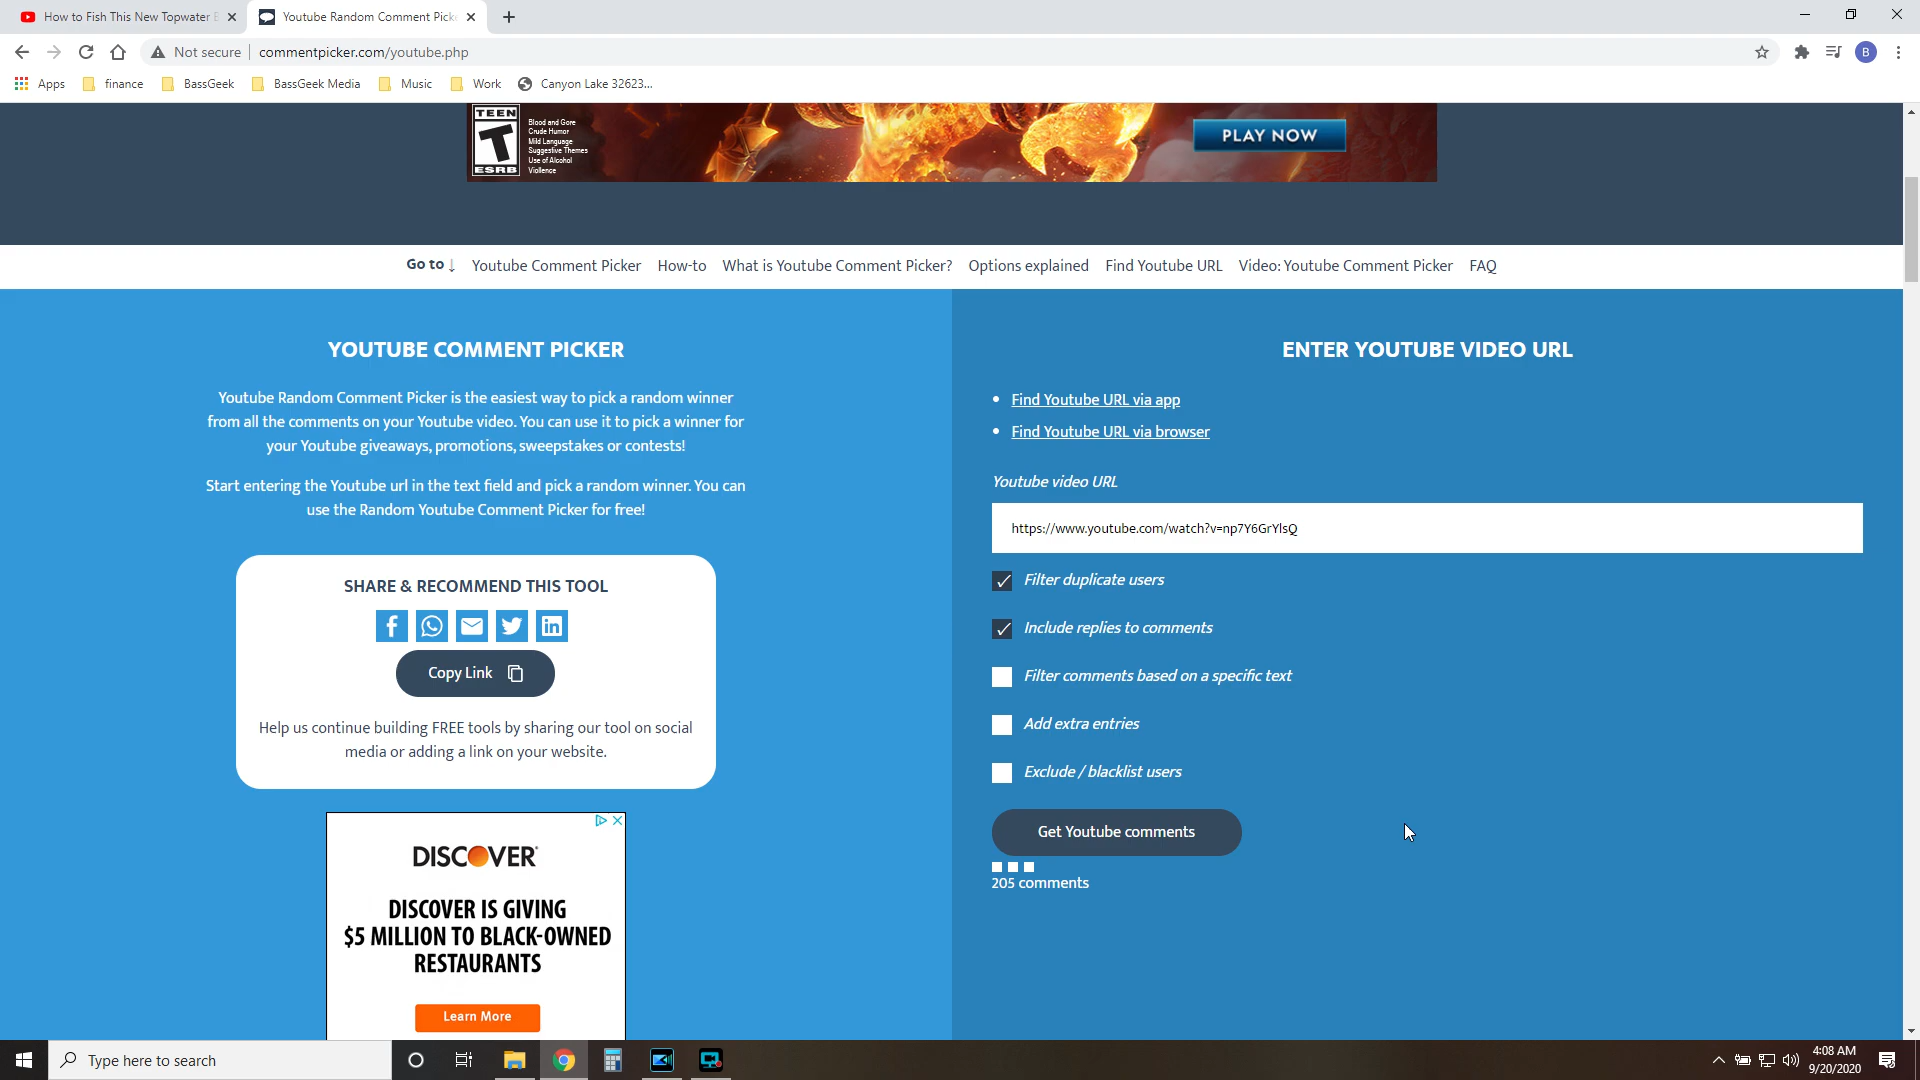 How to Fish This New Topwater B
Youtube Random Comment Picke
Not secure
commentpicker.com/youtube.php
B
Apps
finance
BassGeek
BassGeek Media
Music
Work
Canyon Lake 32623...
TEEN
T
ESRB
Blood and Gore
Crude Humor
Mild Language
Suggestive Themes
Use of Alcohol
Violence
PLAY NOW
Go to ↓ Youtube Comment Picker How-to What is Youtube Comment Picker? Options explained Find Youtube URL Video: Youtube Comment Picker FAQ
YOUTUBE COMMENT PICKER
Youtube Random Comment Picker is the easiest way to pick a random winner
from all the comments on your Youtube video. You can use it to pick a winner for
your Youtube giveaways, promotions, sweepstakes or contests!
Start entering the Youtube url in the text field and pick a random winner. You can
use the Random Youtube Comment Picker for free!
SHARE & RECOMMEND THIS TOOL
Copy Link
Help us continue building FREE tools by sharing our tool on social
media or adding a link on your website.
DISCOVER
DISCOVER IS GIVING
$5 MILLION TO BLACK-OWNED
RESTAURANTS
Learn More
ENTER YOUTUBE VIDEO URL
• Find Youtube URL via app
• Find Youtube URL via browser
Youtube video URL
https://www.youtube.com/watch?v=np7Y6GrYlsQ
Filter duplicate users
Include replies to comments
Filter comments based on a specific text
Add extra entries
Exclude / blacklist users
Get Youtube comments
205 comments
Type here to search
4:08 AM
9/20/2020